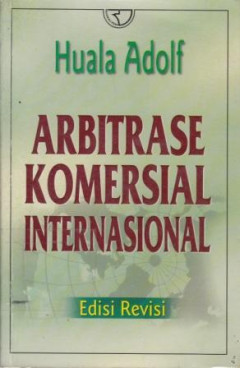 Huala Adolf
ARBITRASE
KOMERSIAL
INTERNASIONAL
Edisi Revisi